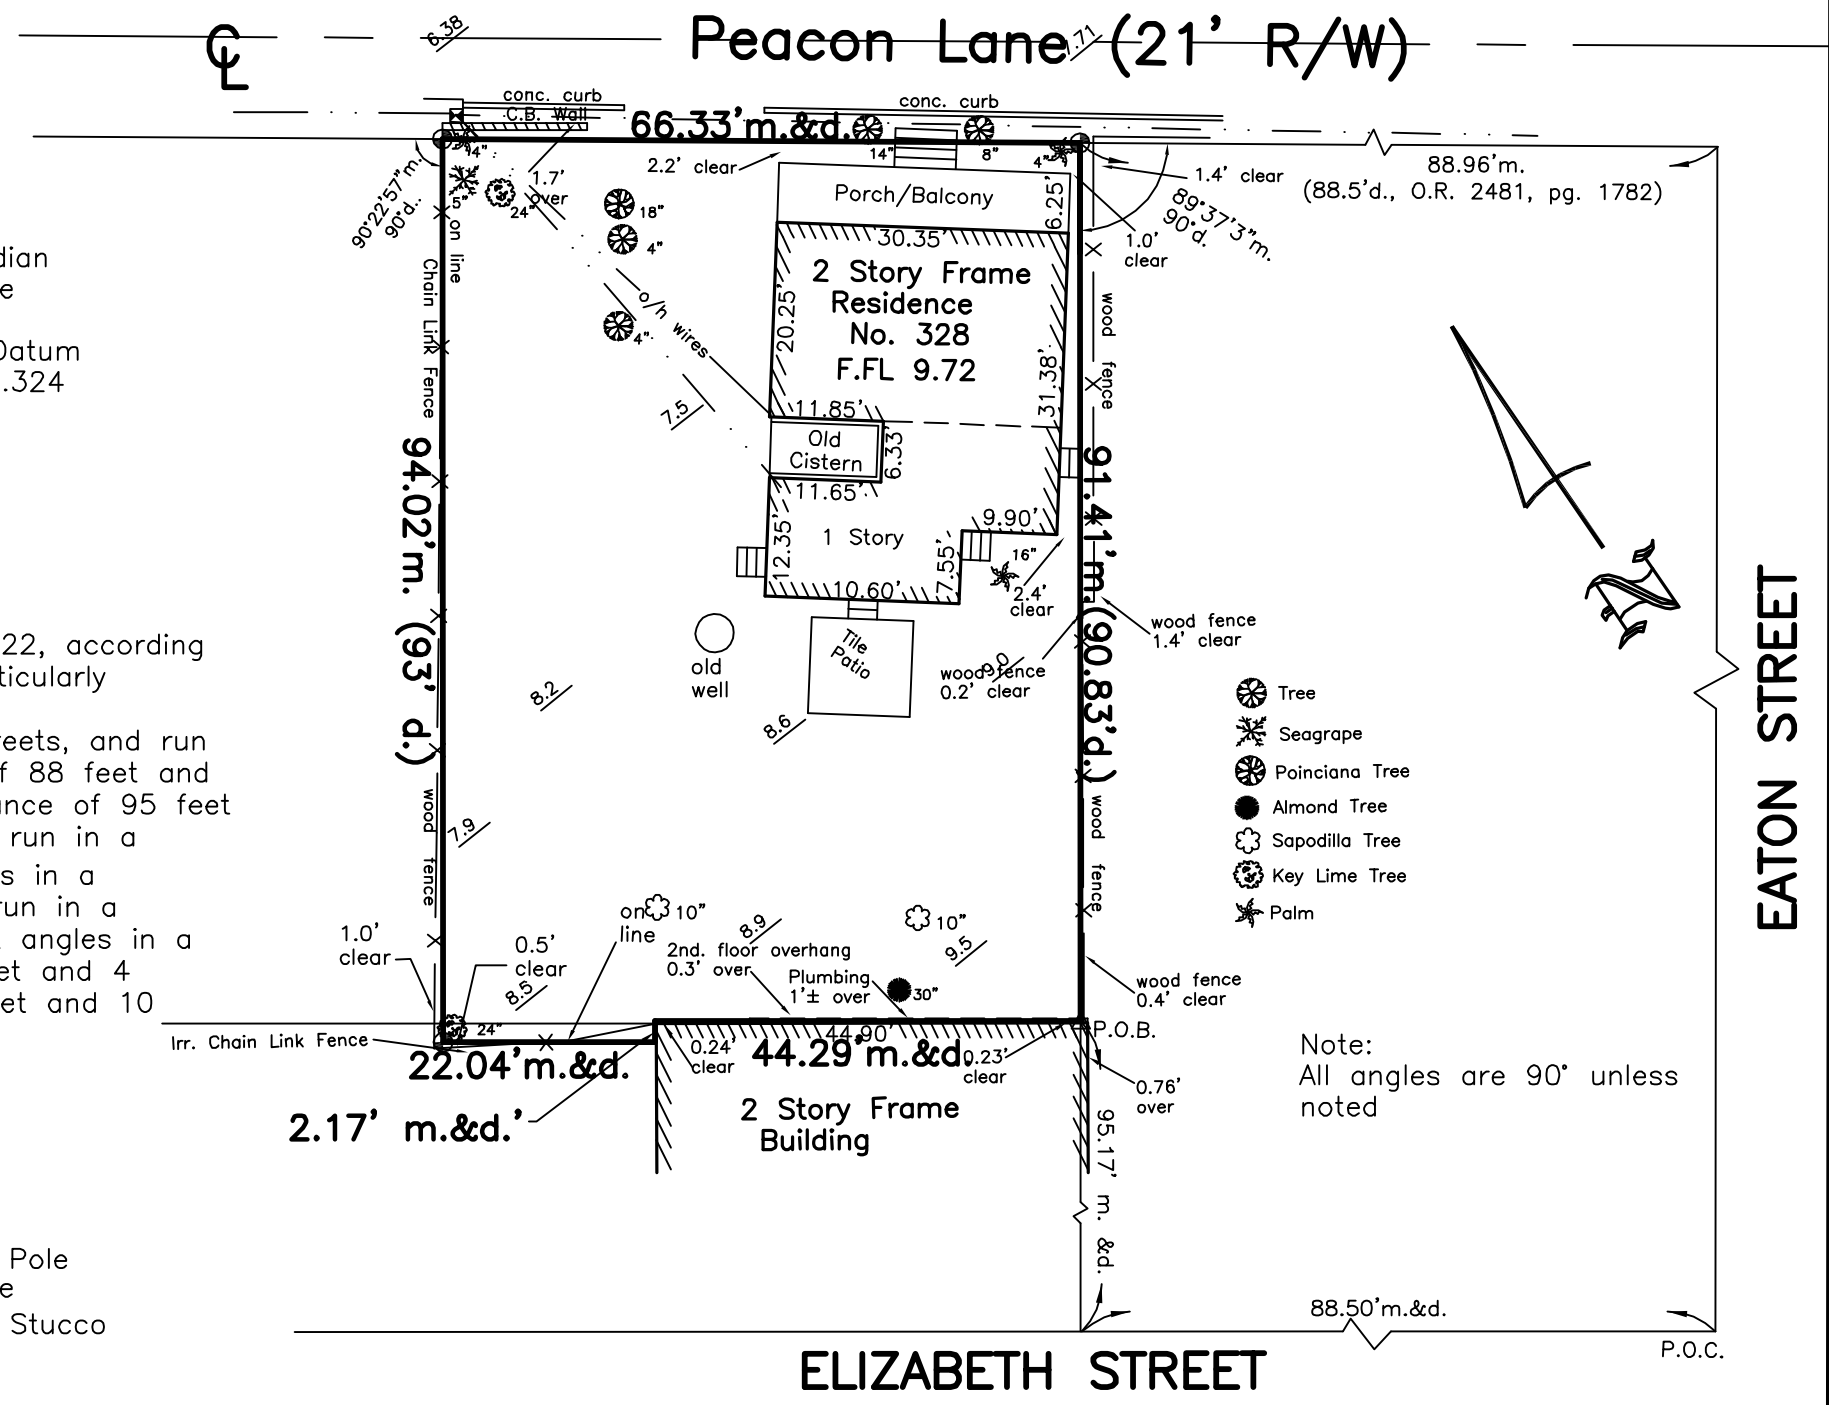 Peacon Lane (21' R/W)
CL
6.38
7.71
conc. curb
C.B. Wall
conc. curb
66.33'm.&d.
14"
5"
24"
1.7'
over
18"
4"
4"
14"
8"
4"
2.2' clear
1.4' clear
1.0'
clear
88.96'm.
(88.5'd., O.R. 2481, pg. 1782)
90°22'57"m.
90°d.
89°37'3"m.
90°d.
Porch/Balcony
6.25'
30.35'
2 Story Frame
Residence
No. 328
F.FL 9.72
20.25'
31.38'
on line
Chain Link Fence
o/h wires
wood fence
dian
e
Datum
.324
7.5
11.85'
Old
Cistern
6.33'
11.65'
12.35'
1 Story
9.90'
7.55'
10.60'
16"
2.4'
clear
94.02'm. (93' d.)
91.41'm.(90.83'd.)
wood fence
1.4' clear
wood fence
0.2' clear
9.0
old
well
Tile
Patio
8.2
8.6
7.9
22, according
ticularly
reets, and run
f 88 feet and
ance of 95 feet
run in a
s in a
run in a
angles in a
et and 4
et and 10
Tree
Seagrape
Poinciana Tree
Almond Tree
Sapodilla Tree
Key Lime Tree
Palm
EATON STREET
wood fence
wood fence
on
line
10"
10"
8.9
9.5
8.5
1.0'
clear
0.5'
clear
2nd. floor overhang
0.3' over
Plumbing
1'± over
30"
24"
wood fence
0.4' clear
Irr. Chain Link Fence
22.04'm.&d.
2.17' m.&d.'
0.24'
clear
44.90'
44.29'm.&d.
0.23'
clear
P.O.B.
0.76'
over
2 Story Frame
Building
95.17' m. &d.
Note:
All angles are 90° unless
noted
Pole
e
Stucco
88.50'm.&d.
P.O.C.
ELIZABETH STREET